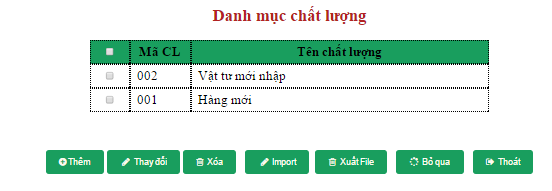 Danh mục chất lượng
Mã CL Tên chất lượng
002 Vật tư mới nhập
001 Hàng mới
Thêm Thay đổi Xóa Import Xuất File Bỏ qua Thoát